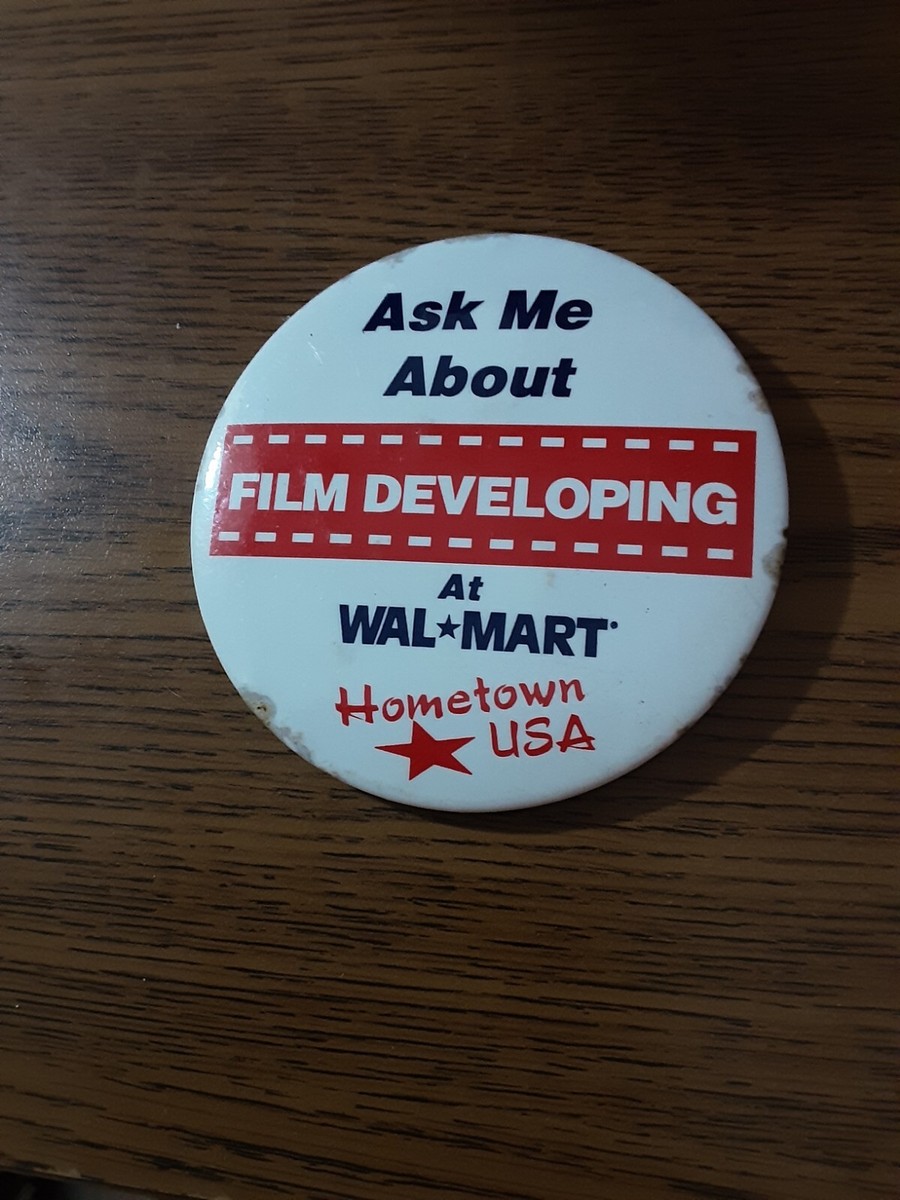 Ask Me
About
FILM DEVELOPING
At
WAL★MART
Hometown
USA